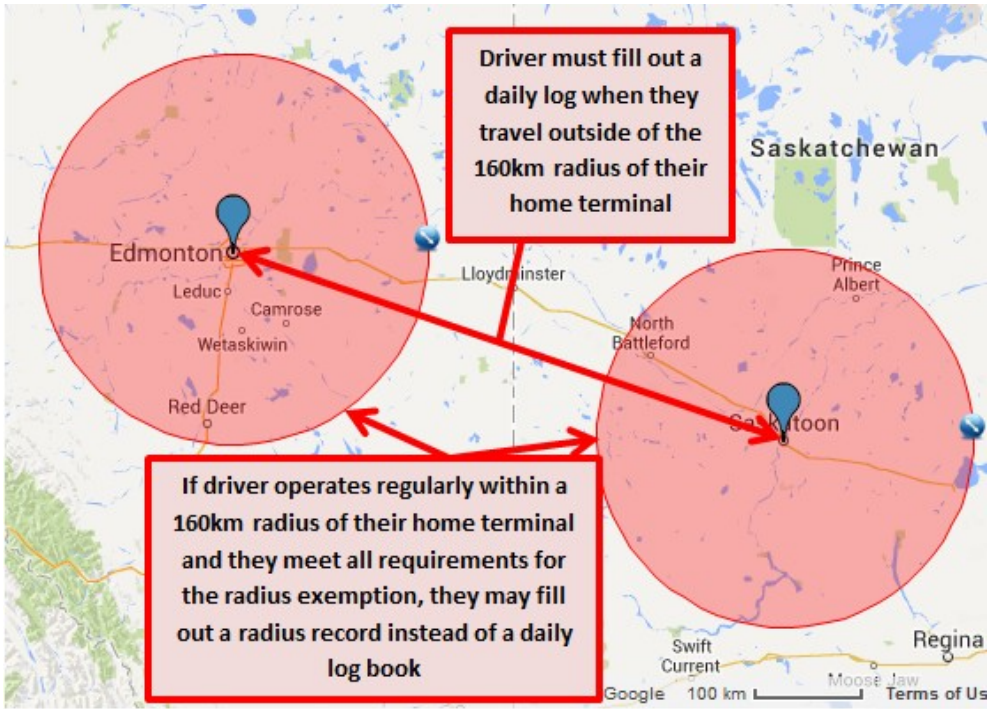 Driver must fill out a
daily log when they
travel outside of the
160km radius of their
home terminal
Saskatchewan
Edmonton
Leduc
Camrose
Wetaskiwin
Red Deer
Lloydminster
Prince
Albert
North
Battleford
Saskatoon
If driver operates regularly within a
160km radius of their home terminal
and they meet all requirements for
the radius exemption, they may fill
out a radius record instead of a daily
log book
Swift
Current
Regina
Moose Jaw
Google
100 km
Terms of Us